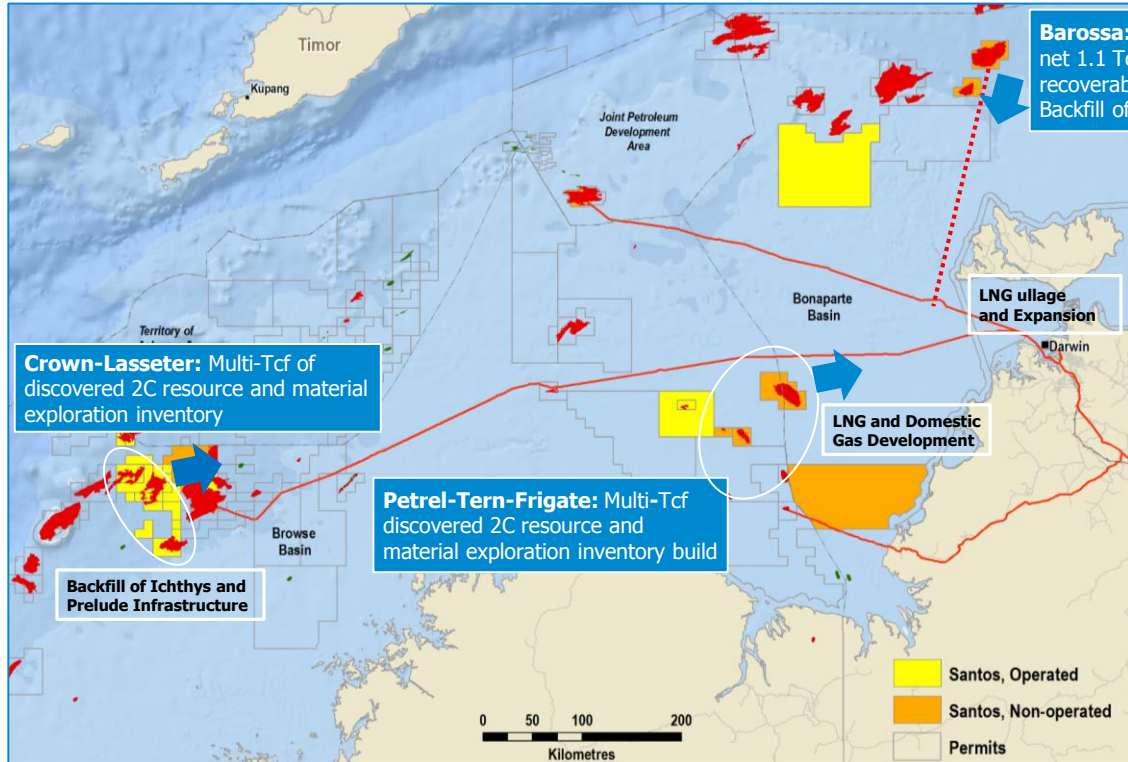 Timor
Kupang
Joint Petroleum
Development
Area
Barossa:
net 1.1
Backfill of
Bonaparte
Basin
LNG ullage
and Expansion
Darwin
Territory of
Crown-Lasseter: Multi-Tcf of
discovered 2C resource and material
exploration inventory
LNG and Domestic
Gas Development
Petrel-Tern-Frigate: Multi-Tcf
discovered 2C resource and
material exploration inventory build
Browse
Basin
Backfill of Ichthys and
Prelude Infrastructure
Santos, Operated
Santos, Non-operated
Permits
0 50 100 200
Kilometres